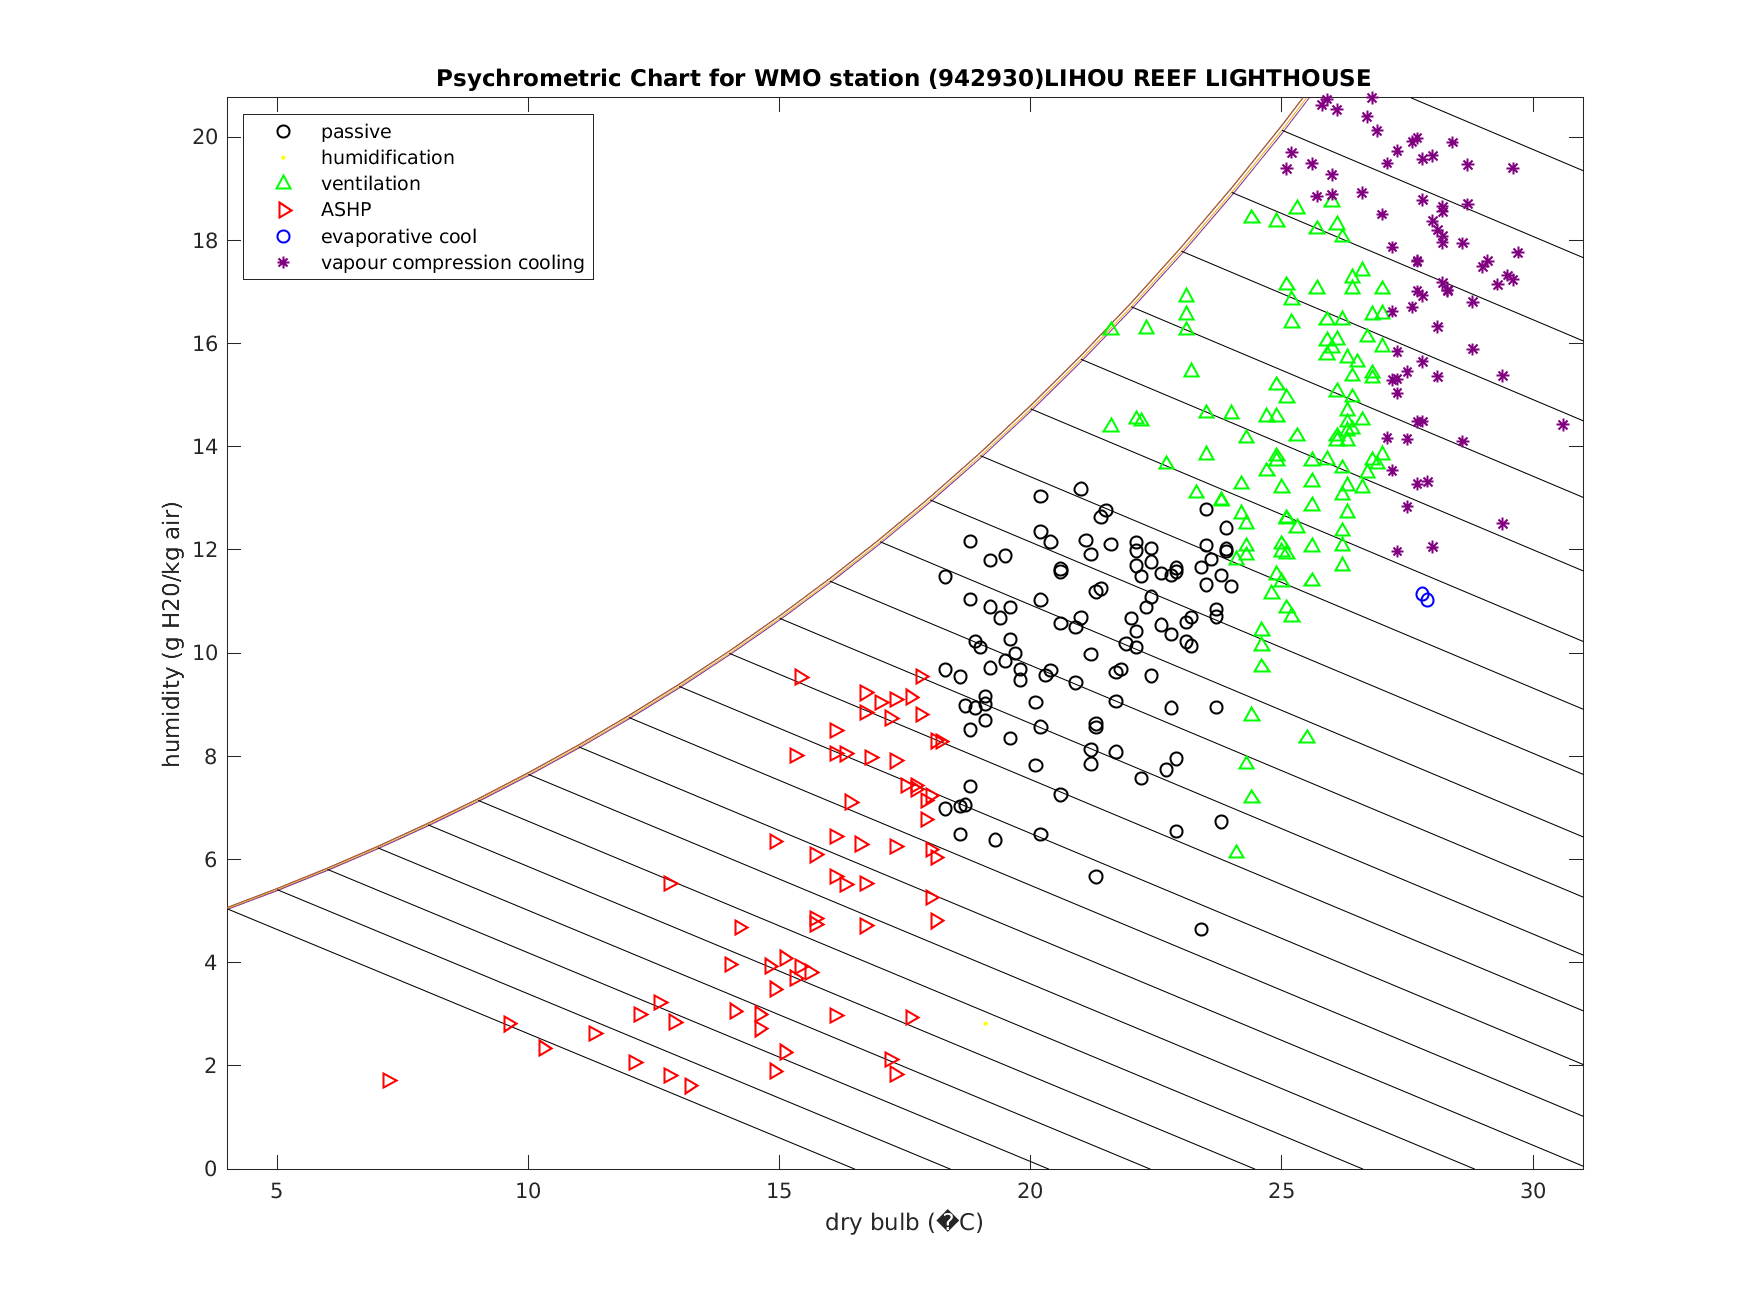 Psychrometric Chart for WMO station (942930)LIHOU REEF LIGHTHOUSE
passive
humidification
ventilation
ASHP
evaporative cool
vapour compression cooling
humidity (g H20/kg air)
20
18
16
14
12
10
8
6
4
2
0
5 10 15 20 25 30
dry bulb (�C)